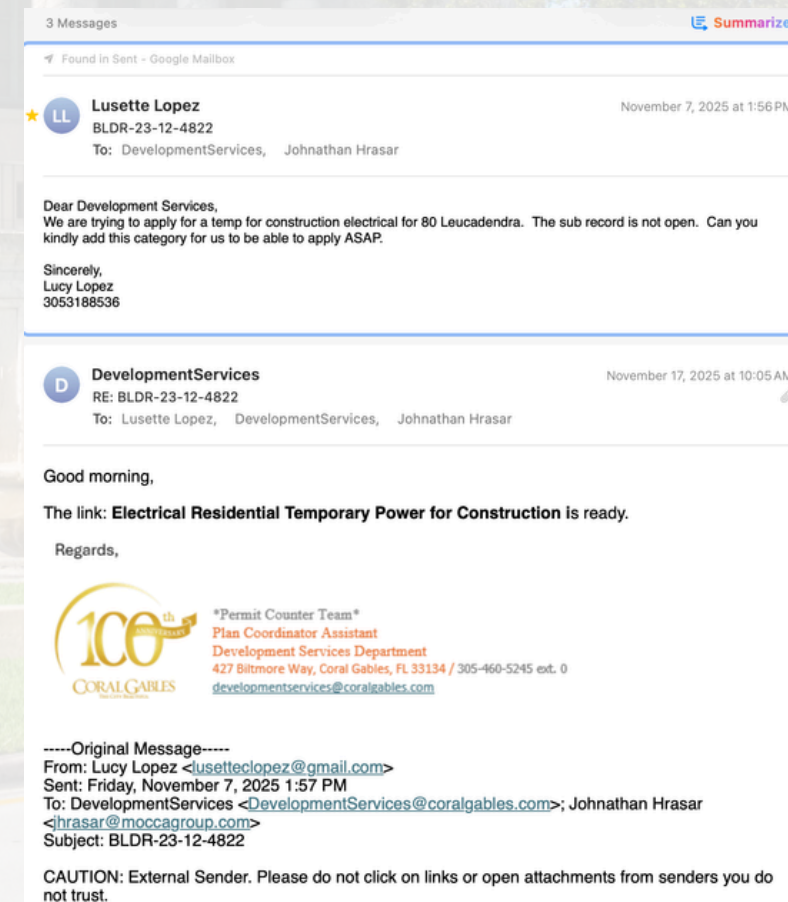 3 Messages
Summarize
Found in Sent - Google Mailbox
LL
Lusette Lopez
November 7, 2025 at 1:56 PM
BLDR-23-12-4822
To: DevelopmentServices, Johnathan Hrasar
Dear Development Services,
We are trying to apply for a temp for construction electrical for 80 Leucadendra. The sub record is not open. Can you
kindly add this category for us to be able to apply ASAP.
Sincerely,
Lucy Lopez
3053188536
D
DevelopmentServices
November 17, 2025 at 10:05 AM
RE: BLDR-23-12-4822
To: Lusette Lopez, DevelopmentServices, Johnathan Hrasar
Good morning,
The link: Electrical Residential Temporary Power for Construction is ready.
Regards,
100th
ANNIVERSARY
CORAL GABLES
*Permit Counter Team*
Plan Coordinator Assistant
Development Services Department
427 Biltmore Way, Coral Gables, FL 33134 / 305-460-5245 ext. 0
developmentservices@coralgables.com
-----Original Message-----
From: Lucy Lopez <lusetteclopez@gmail.com>
Sent: Friday, November 7, 2025 1:57 PM
To: DevelopmentServices <DevelopmentServices@coralgables.com>; Johnathan Hrasar
<jhrasar@moccagroup.com>
Subject: BLDR-23-12-4822
CAUTION: External Sender. Please do not click on links or open attachments from senders you do
not trust.